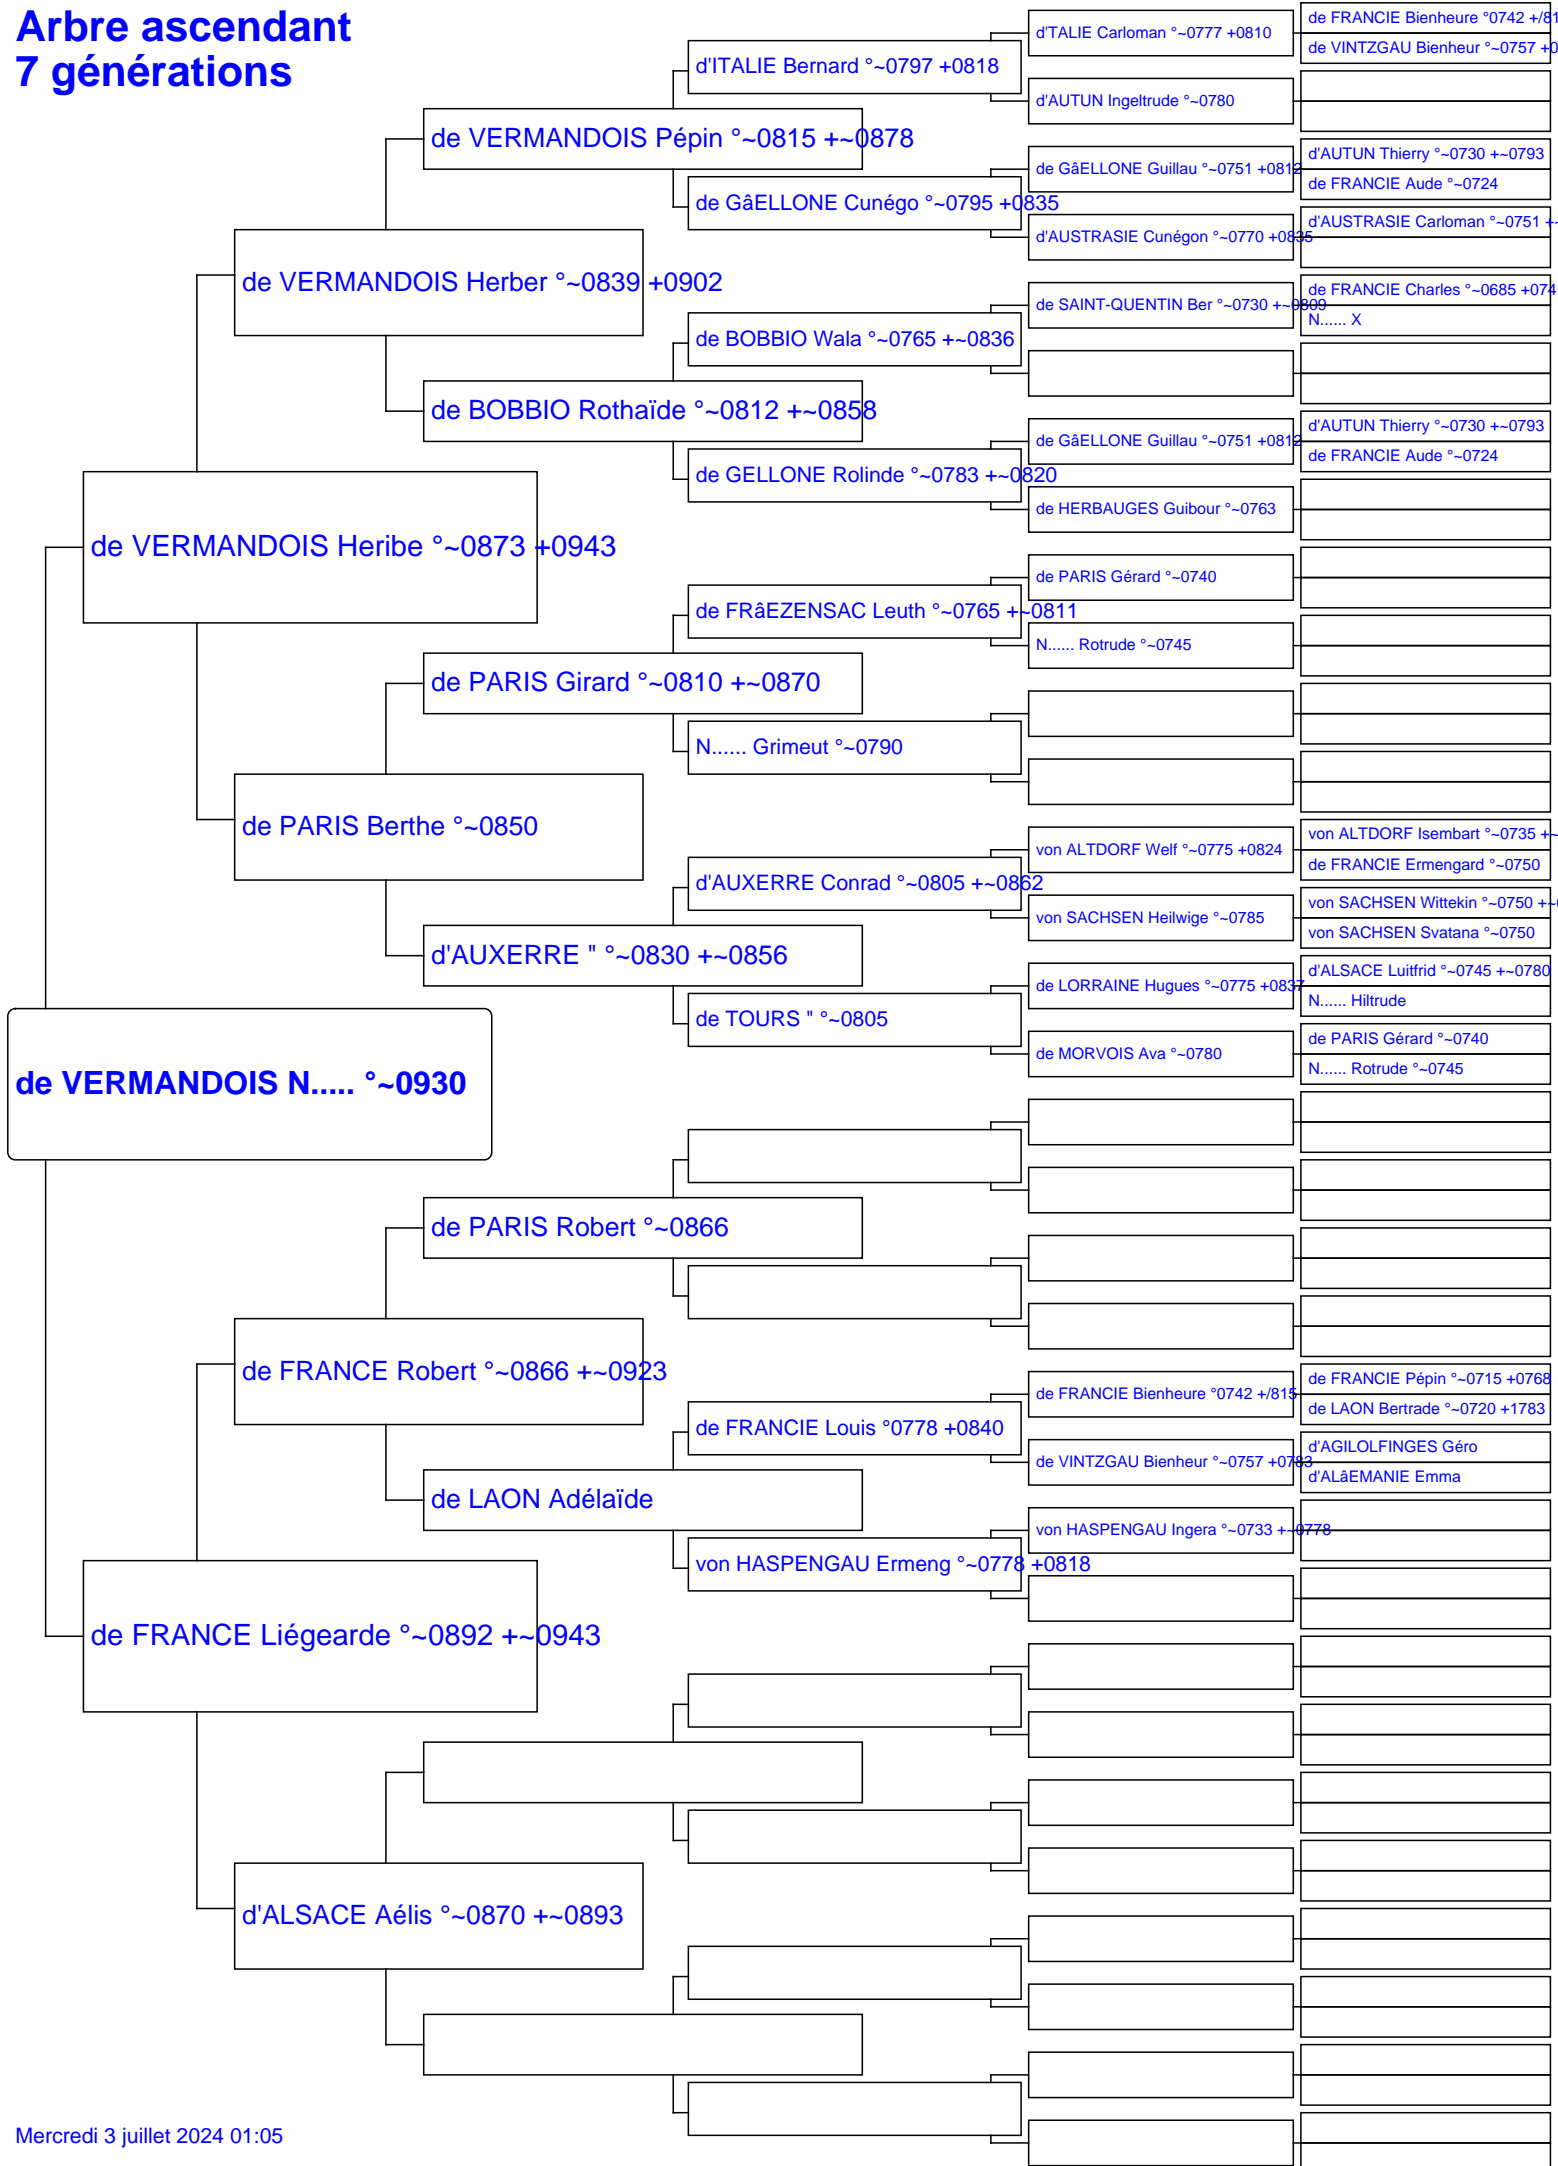 Arbre ascendant
7 générations
de VERMANDOIS N..... °~0930
de VERMANDOIS Heribe °~0873 +0943
de FRANCE Liégearde °~0892 +~0943
de VERMANDOIS Herber °~0839 +0902
de PARIS Berthe °~0850
de FRANCE Robert °~0866 +~0923
d'ALSACE Aélis °~0870 +~0893
de VERMANDOIS Pépin °~0815 +~0878
de BOBBIO Rothaïde °~0812 +~0858
de PARIS Girard °~0810 +~0870
d'AUXERRE " °~0830 +~0856
de PARIS Robert °~0866
de LAON Adélaïde
d'ITALIE Bernard °~0797 +0818
de GâELLONE Cunégo °~0795 +0835
de BOBBIO Wala °~0765 +~0836
de GELLONE Rolinde °~0783 +~0820
de FRâEZENSAC Leuth °~0765 +~0811
N...... Grimeut °~0790
d'AUXERRE Conrad °~0805 +~0862
de TOURS " °~0805
de FRANCIE Louis °0778 +0840
von HASPENGAU Ermeng °~0778 +0818
d'TALIE Carloman °~0777 +0810
d'AUTUN Ingeltrude °~0780
de GâELLONE Guillau °~0751 +0812
d'AUSTRASIE Cunégon °~0770 +0835
de SAINT-QUENTIN Ber °~0730 +~0809
de GâELLONE Guillau °~0751 +0812
de HERBAUGES Guibour °~0763
de PARIS Gérard °~0740
N...... Rotrude °~0745
von ALTDORF Welf °~0775 +0824
von SACHSEN Heilwige °~0785
de LORRAINE Hugues °~0775 +0837
de MORVOIS Ava °~0780
de FRANCIE Bienheure °0742 +/815
de VINTZGAU Bienheur °~0757 +0783
von HASPENGAU Ingera °~0733 +~0778
de FRANCIE Bienheure °0742 +/81
de VINTZGAU Bienheur °~0757 +0
d'AUTUN Thierry °~0730 +~0793
de FRANCIE Aude °~0724
d'AUSTRASIE Carloman °~0751 +~
de FRANCIE Charles °~0685 +074
N...... X
d'AUTUN Thierry °~0730 +~0793
de FRANCIE Aude °~0724
von ALTDORF Isembart °~0735 +~
de FRANCIE Ermengard °~0750
von SACHSEN Wittekin °~0750 +~0
von SACHSEN Svatana °~0750
d'ALSACE Luitfrid °~0745 +~0780
N...... Hiltrude
de PARIS Gérard °~0740
N...... Rotrude °~0745
de FRANCIE Pépin °~0715 +0768
de LAON Bertrade °~0720 +1783
d'AGILOLFINGES Géro
d'ALâEMANIE Emma
Mercredi 3 juillet 2024 01:05